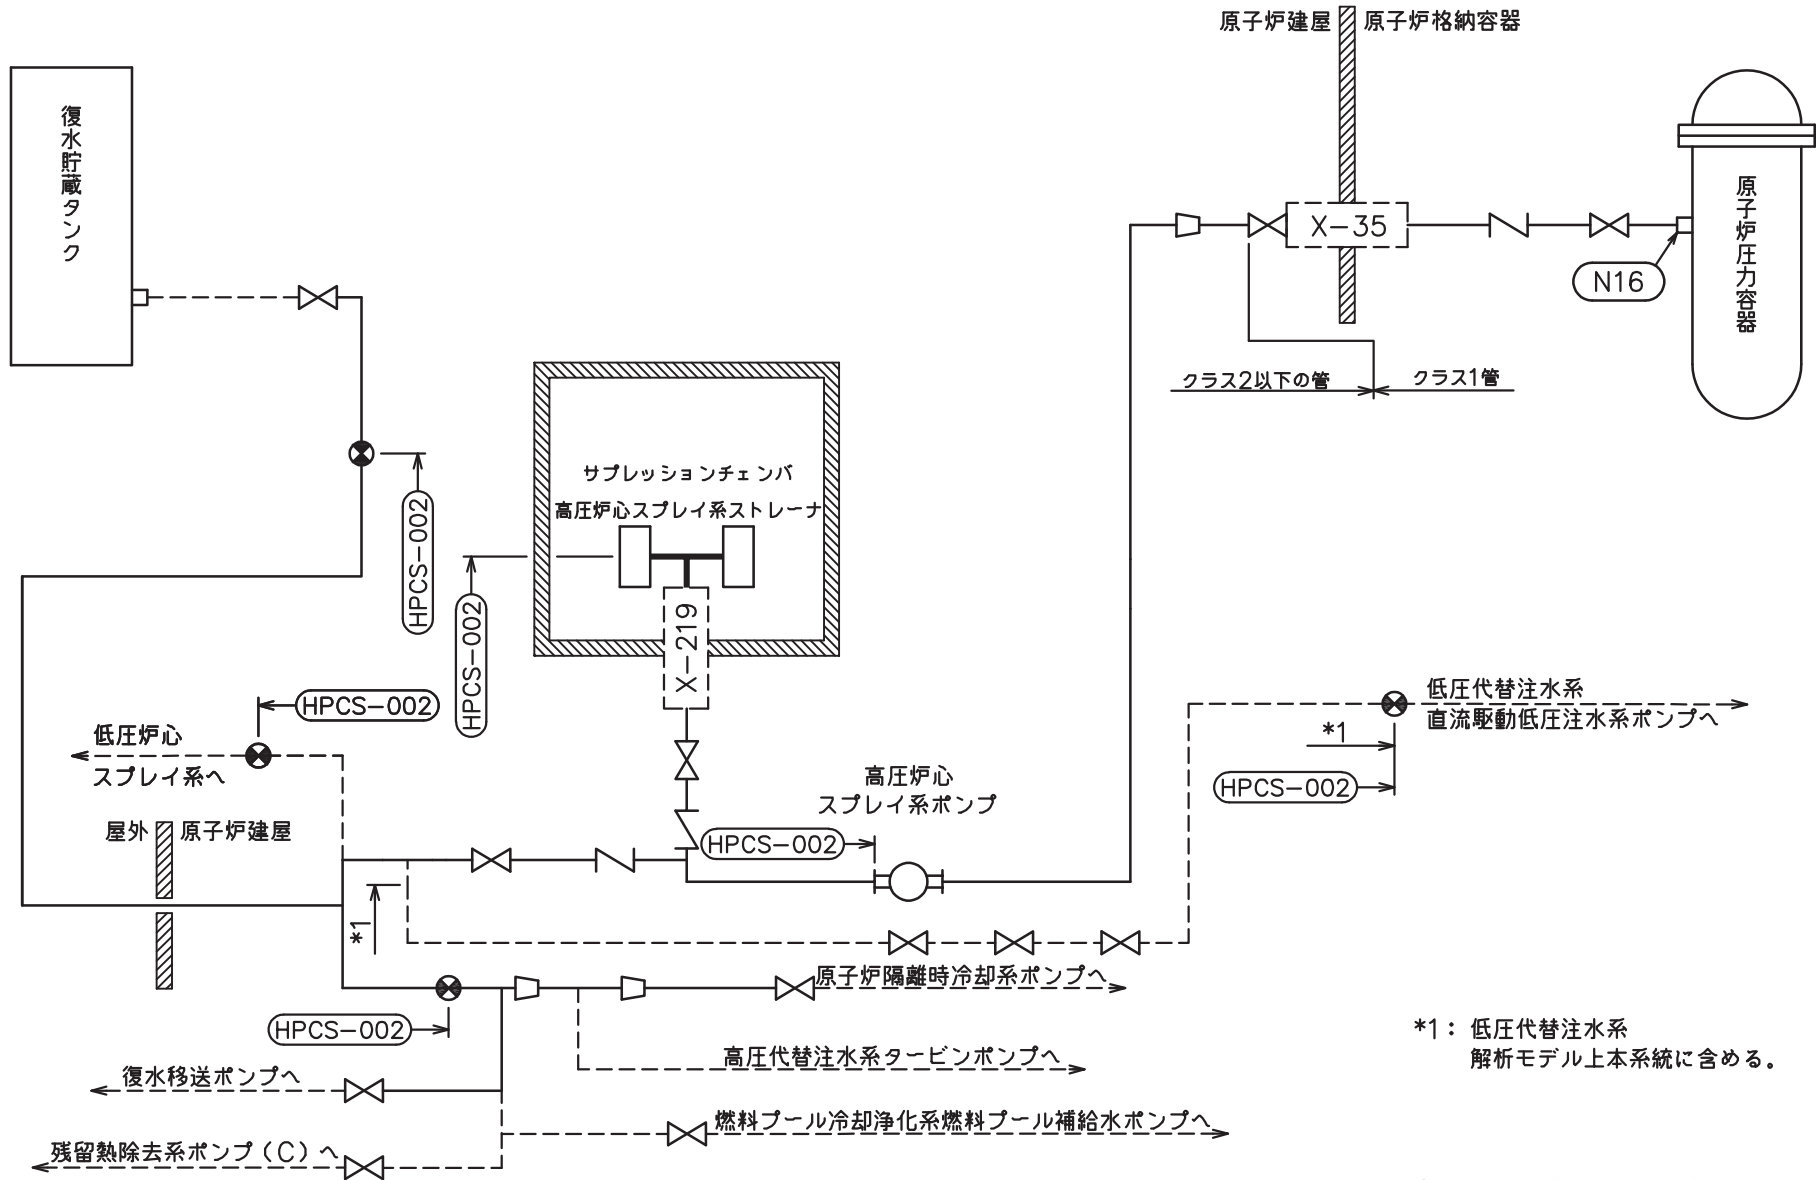 原子炉建屋
原子炉格納容器
復水貯蔵タンク
X-35
原子炉圧力容器
N16
クラス2以下の管
クラス1管
サプレッションチェンバ
高圧炉心スプレイ系ストレーナ
HPCS-002
HPCS-002
X-219
HPCS-002
低圧炉心
スプレイ系へ
低圧代替注水系
直流駆動低圧注水系ポンプへ
*1
HPCS-002
高圧炉心
スプレイ系ポンプ
HPCS-002
屋外
原子炉建屋
*1
原子炉隔離時冷却系ポンプへ
HPCS-002
高圧代替注水系タービンポンプへ
*1: 低圧代替注水系
解析モデル上本系統に含める。
復水移送ポンプへ
燃料プール冷却浄化系燃料プール補給水ポンプへ
残留熱除去系ポンプ(C)へ